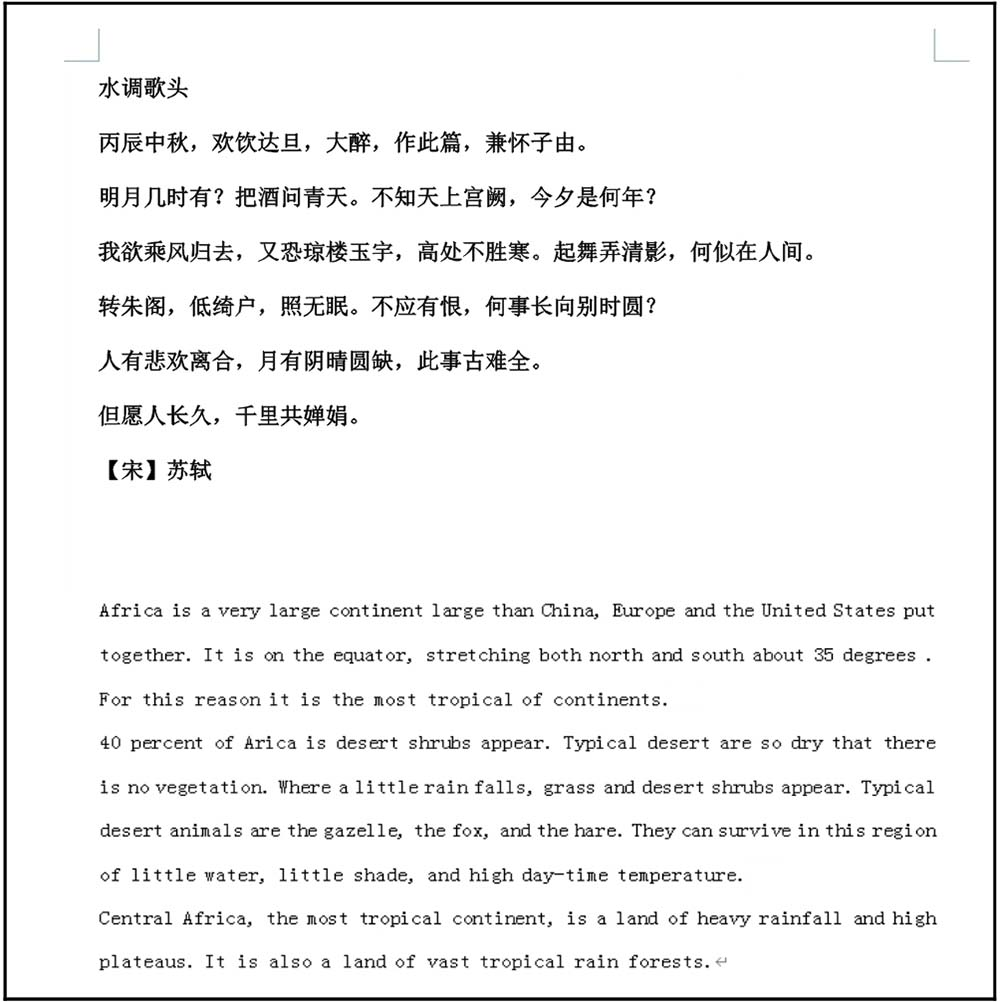 水调歌头
丙辰中秋，欢饮达旦，大醉，作此篇，兼怀子由。
明月几时有？把酒问青天。不知天上宫阙，今夕是何年？
我欲乘风归去，又恐琼楼玉宇，高处不胜寒。起舞弄清影，何似在人间。
转朱阁，低绮户，照无眠。不应有恨，何事长向别时圆？
人有悲欢离合，月有阴晴圆缺，此事古难全。
但愿人长久，千里共婵娟。
【宋】苏轼
Africa is a very large continent large than China, Europe and the United States put
together. It is on the equator, stretching both north and south about 35 degrees .
For this reason it is the most tropical of continents.
40 percent of Arica is desert shrubs appear. Typical desert are so dry that there
is no vegetation. Where a little rain falls, grass and desert shrubs appear. Typical
desert animals are the gazelle, the fox, and the hare. They can survive in this region
of little water, little shade, and high day-time temperature.
Central Africa, the most tropical continent, is a land of heavy rainfall and high
plateaus. It is also a land of vast tropical rain forests.